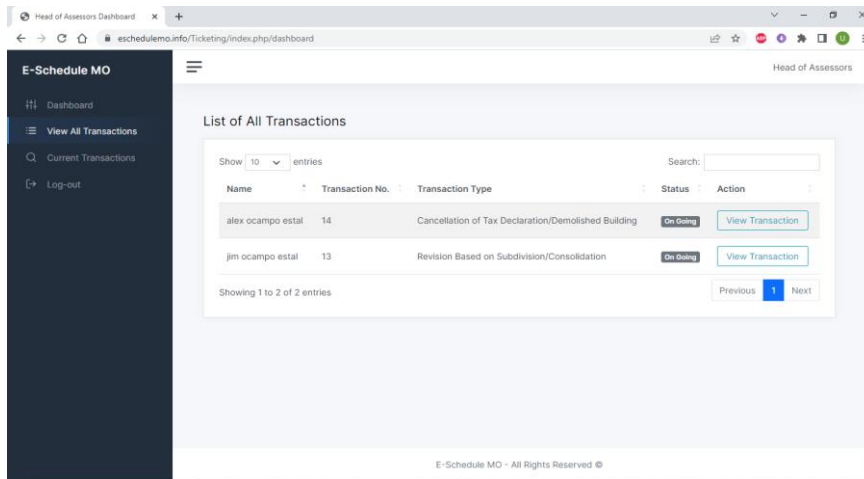 Head of Assessors Dashboard
eschedulemo.info/Ticketing/index.php/dashboard
E-Schedule MO
Head of Assessors
Dashboard
View All Transactions
Current Transactions
Log-out
List of All Transactions
Show 10 entries Search:
Name Transaction No. Transaction Type Status Action
alex ocampo estal 14 Cancellation of Tax Declaration/Demolished Building On Going View Transaction
jim ocampo estal 13 Revision Based on Subdivision/Consolidation On Going View Transaction
Showing 1 to 2 of 2 entries Previous 1 Next
E-Schedule MO - All Rights Reserved ©